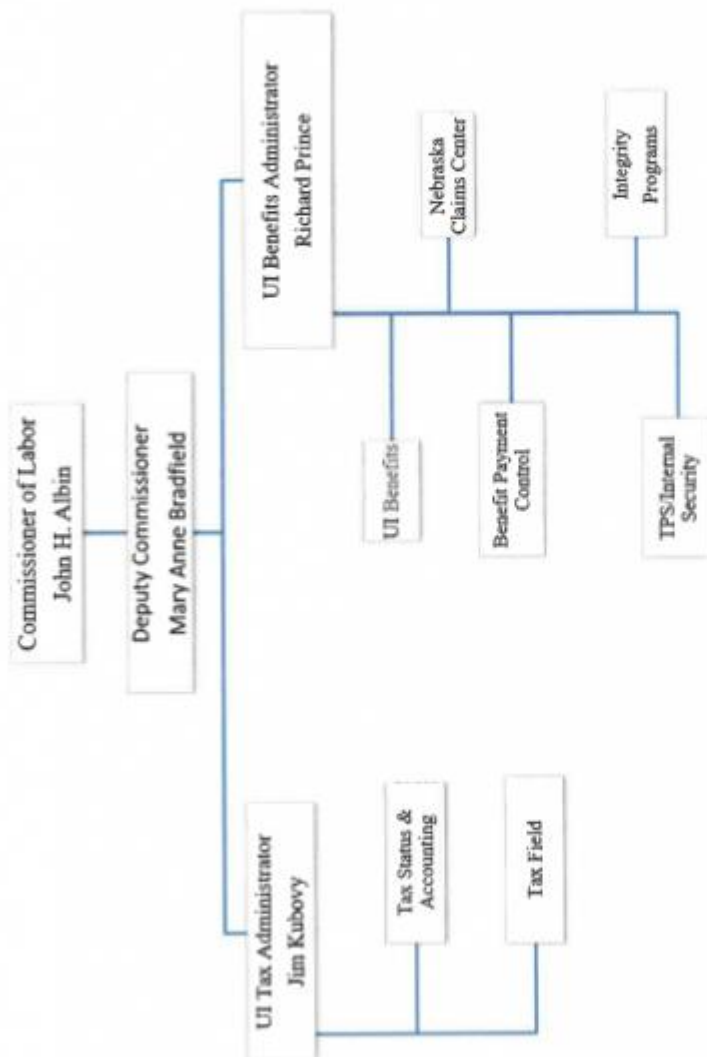 Commissioner of Labor
John H. Albin
Deputy Commissioner
Mary Anne Bradfield
UI Tax Administrator
Jim Kubovy
UI Benefits Administrator
Richard Prince
Tax Status &
Accounting
Tax Field
UI Benefits
Nebraska
Claims Center
Benefit Payment
Control
Integrity
Programs
TPS/Internal
Security